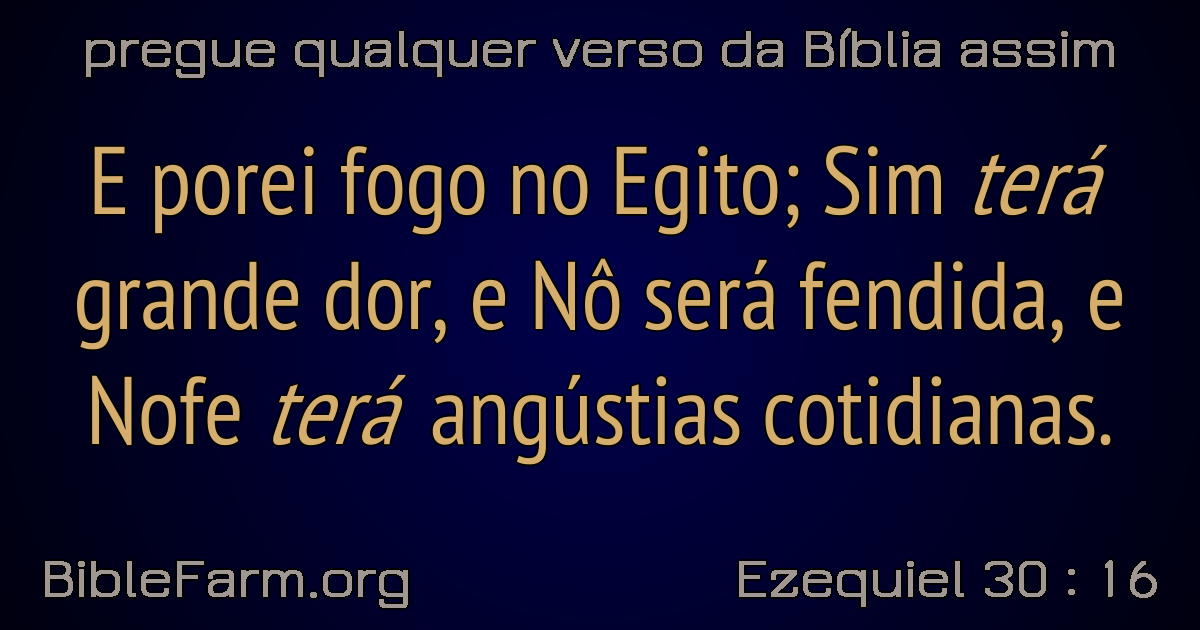 pregue qualquer verso da Bíblia assim
E porei fogo no Egito; Sim terá
grande dor, e Nô será fendida, e
Nofe terá angústias cotidianas.
BibleFarm.org
Ezequiel 30 : 16